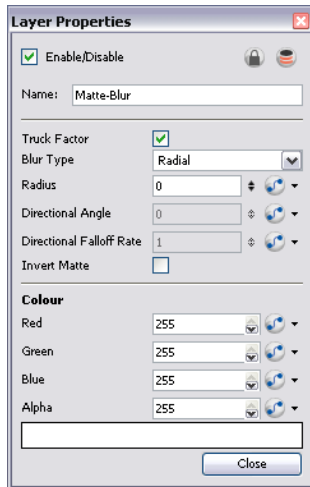 Layer Properties
Enable/Disable
Name: Matte-Blur
Truck Factor
Blur Type Radial
Radius 0
Directional Angle 0
Directional Falloff Rate 1
Invert Matte
Colour
Red 255
Green 255
Blue 255
Alpha 255
Close